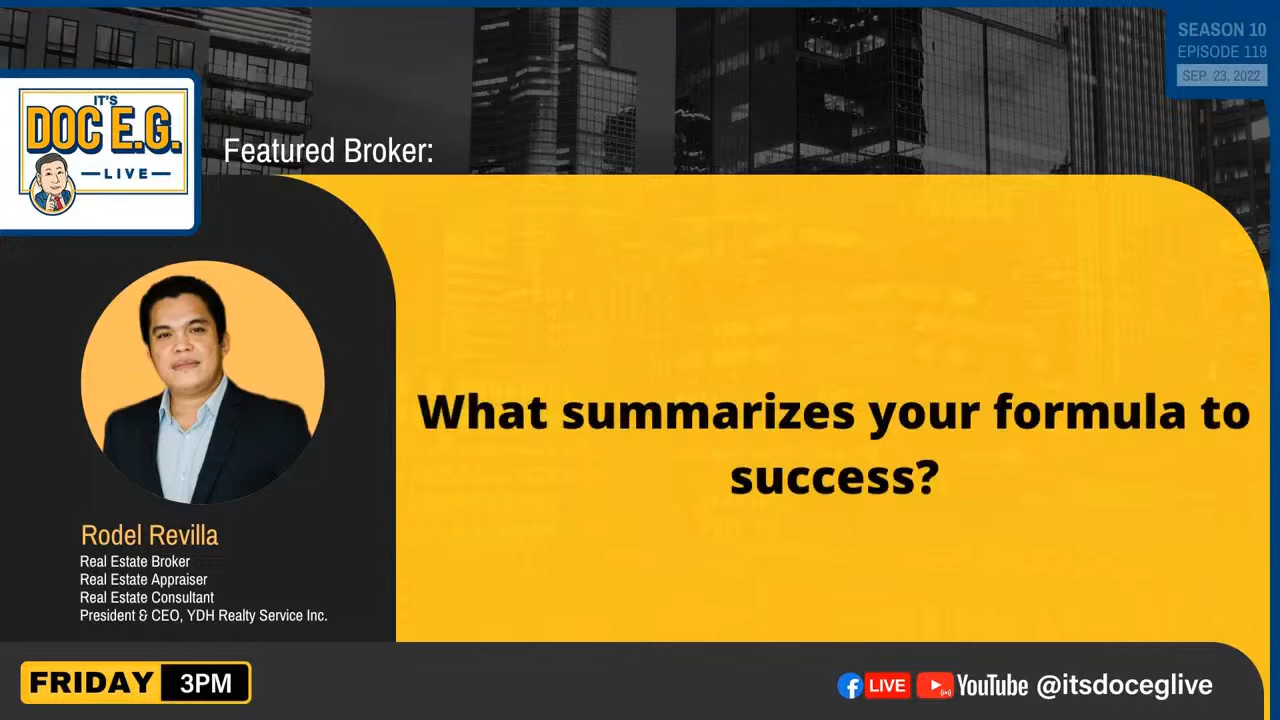 SEASON 10
EPISODE 119
SEP. 23, 2022
IT'S
DOC E.G.
LIVE
Featured Broker:
What summarizes your formula to
success?
Rodel Revilla
Real Estate Broker
Real Estate Appraiser
Real Estate Consultant
President & CEO, YDH Realty Service Inc.
FRIDAY 3PM
LIVE YouTube @itsdoceglive